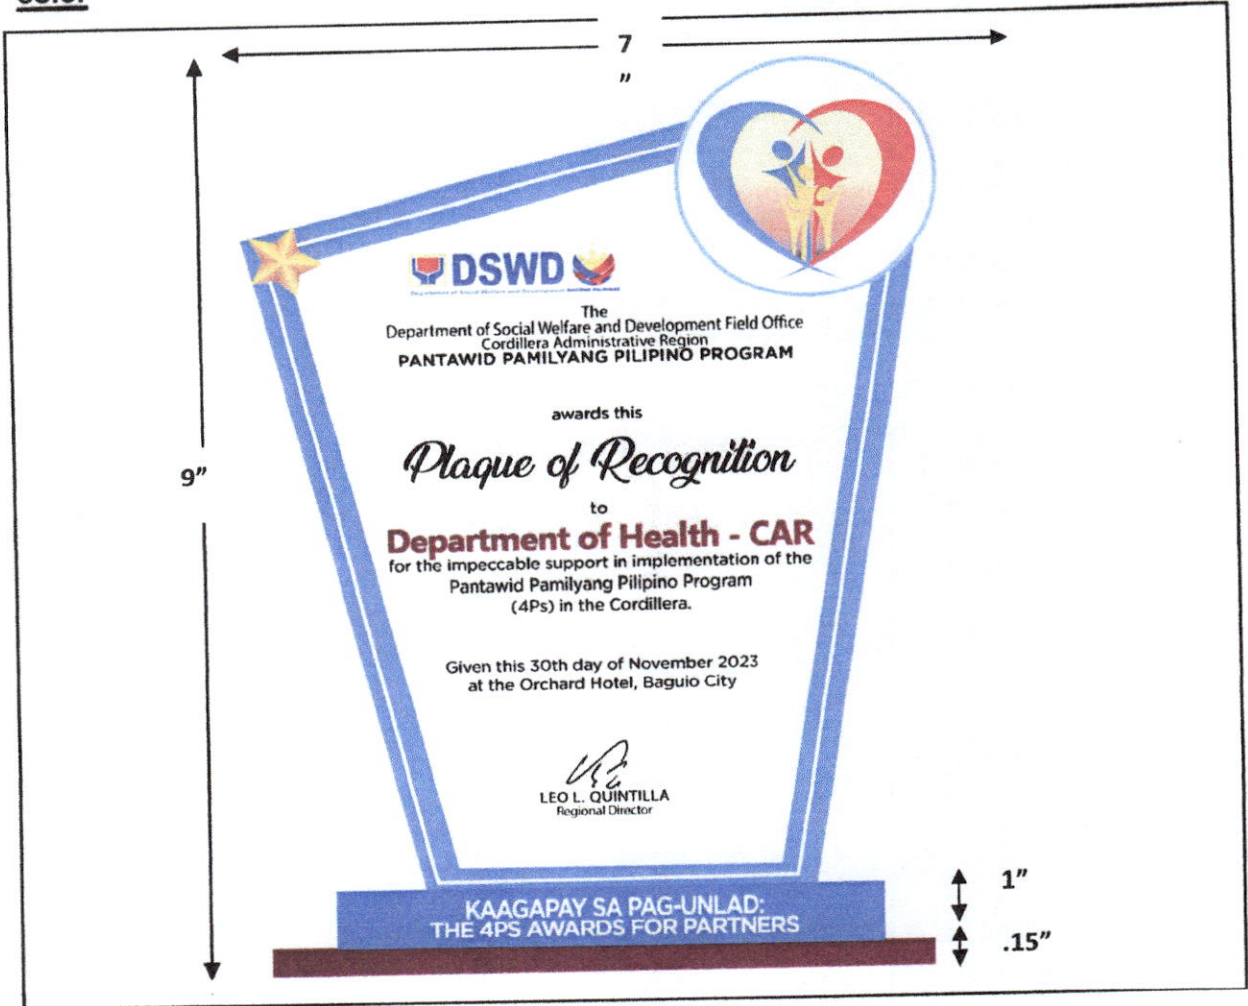 7
"
DSWD
The
Department of Social Welfare and Development Field Office
Cordillera Administrative Region
PANTAWID PAMILYANG PILIPINO PROGRAM
awards this
Plaque of Recognition
9"
to
Department of Health - CAR
for the impeccable support in implementation of the
Pantawid Pamilyang Pilipino Program
(4Ps) in the Cordillera.
Given this 30th day of November 2023
at the Orchard Hotel, Baguio City
LEO L. QUINTILLA
Regional Director
1"
KAAGAPAY SA PAG-UNLAD:
THE 4PS AWARDS FOR PARTNERS
.15"